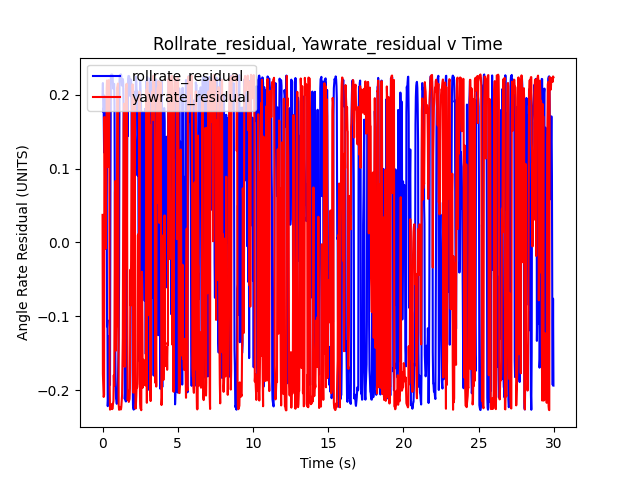 Rollrate_residual, Yawrate_residual v Time
rollrate_residual
yawrate_residual
Angle Rate Residual (UNITS)
0.2
0.1
0.0
−0.1
−0.2
0 5 10 15 20 25 30
Time (s)